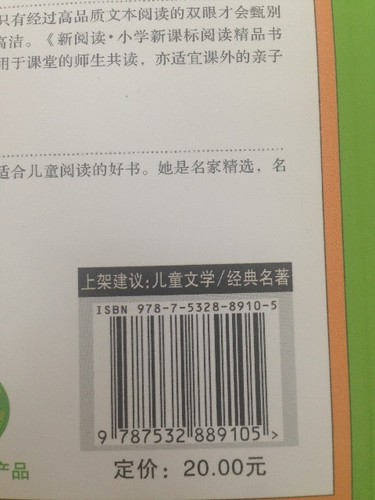 只有经过高品质文本阅读的双眼才会甄别
高洁。《新阅读·小学新课标阅读精品书
用于课堂的师生共读，亦适宜课外的亲子
适合儿童阅读的好书。她是名家精选，名
上架建议:儿童文学/经典名著
ISBN 978-7-5328-8910-5
9 787532 889105 >
产品
定价：20.00元